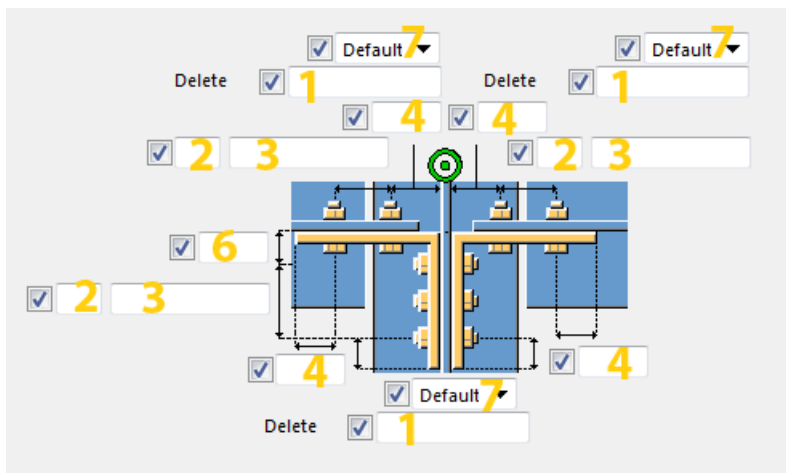 Default 7 Default 7
Delete 1 Delete 1
4 4
2 3 2 3
6
2 3
4 4
Default 7
Delete 1